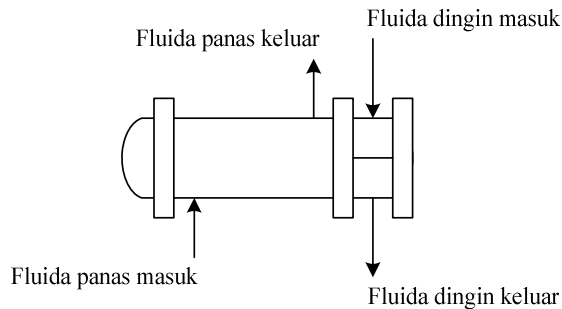 Fluida dingin masuk
Fluida panas keluar
Fluida panas masuk
Fluida dingin keluar